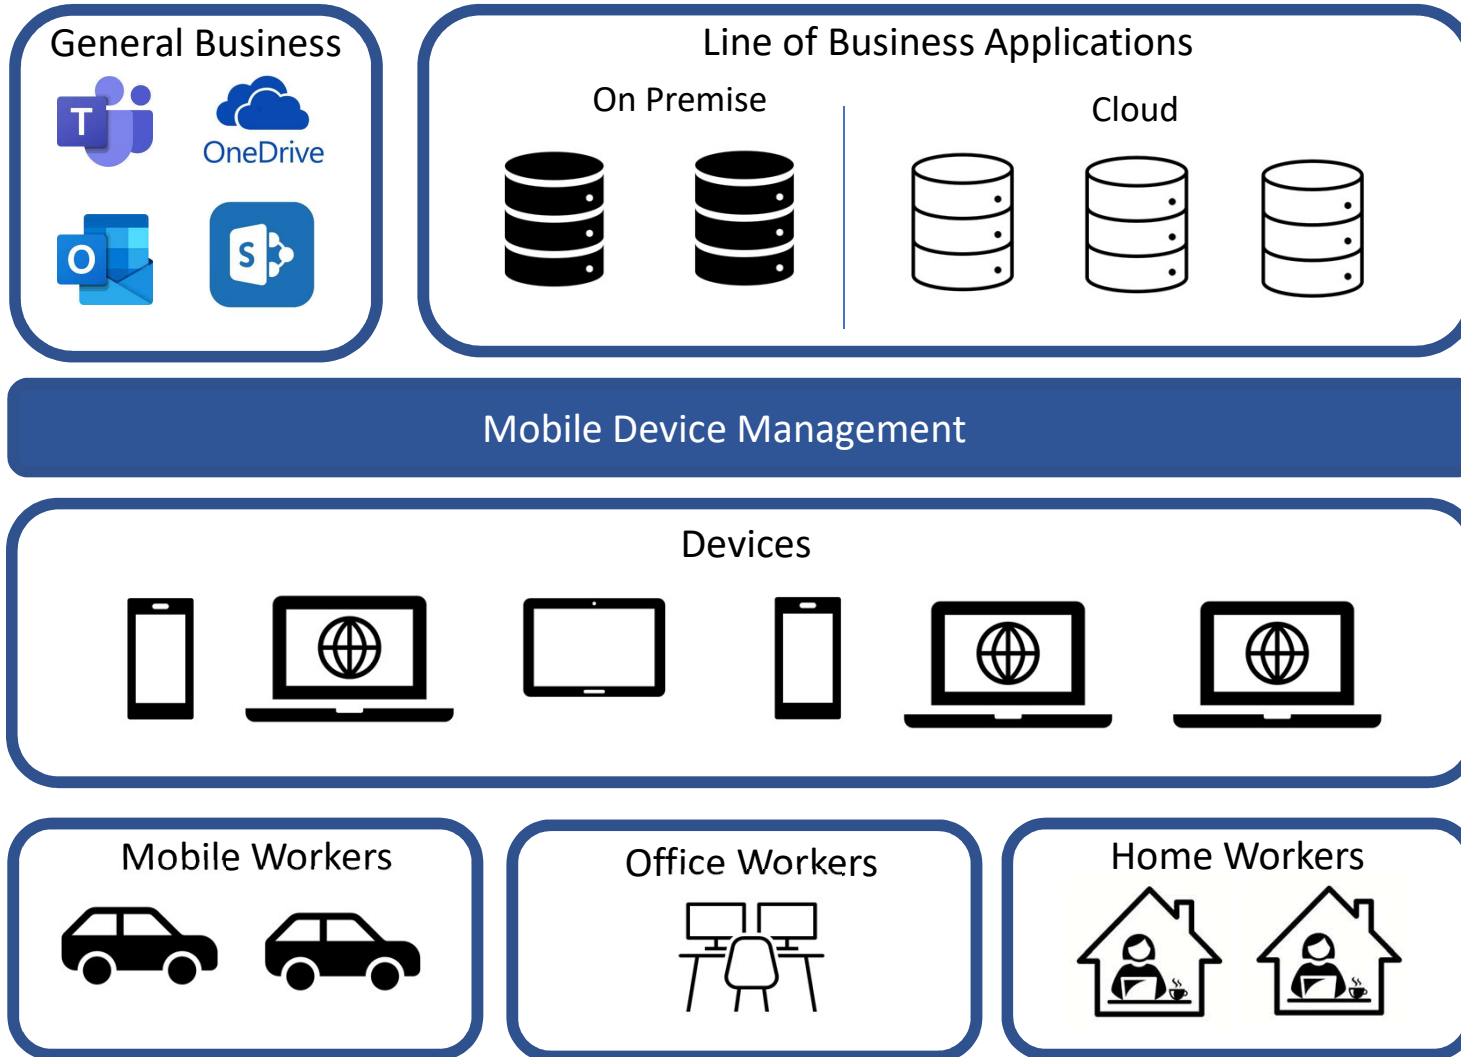 General Business
T
OneDrive
O
S
Line of Business Applications
On Premise
Cloud
Mobile Device Management
Devices
Mobile Workers
Office Workers
Home Workers